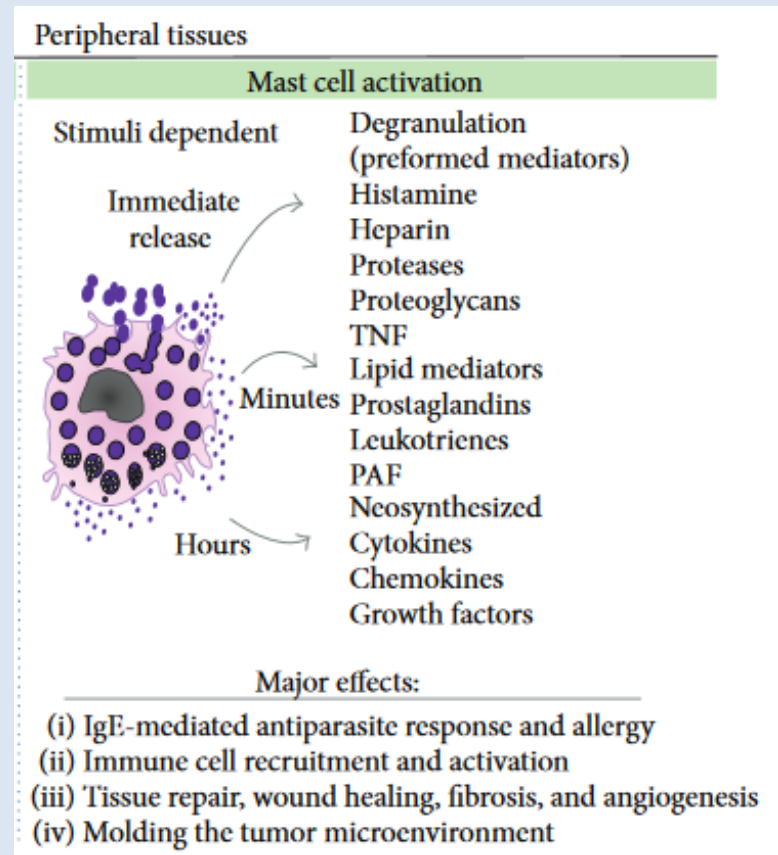 Peripheral tissues
Mast cell activation
Stimuli dependent
Immediate
release
Minutes
Hours
Degranulation
(preformed mediators)
Histamine
Heparin
Proteases
Proteoglycans
TNF
Lipid mediators
Prostaglandins
Leukotrienes
PAF
Neosynthesized
Cytokines
Chemokines
Growth factors
Major effects:
(i) IgE-mediated antiparasite response and allergy
(ii) Immune cell recruitment and activation
(iii) Tissue repair, wound healing, fibrosis, and angiogenesis
(iv) Molding the tumor microenvironment